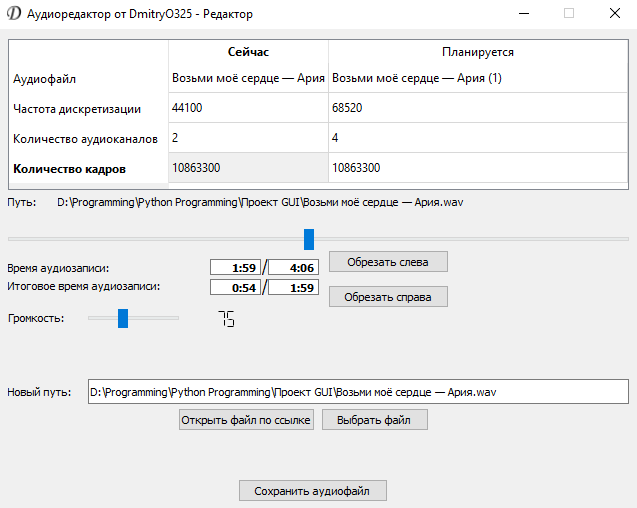 D Аудиоредактор от DmitryO325 - Редактор
Сейчас Планируется
Аудиофайл Возьми моё сердце — Ария Возьми моё сердце — Ария (1)
Частота дискретизации 44100 68520
Количество аудиоканалов 2 4
Количество кадров 10863300 10863300
Путь: D:\Programming\Python Programming\Проект GUI\Возьми моё сердце — Ария.wav
Время аудиозаписи: 1:59 / 4:06 Обрезать слева
Итоговое время аудиозаписи: 0:54 / 1:59
Обрезать справа
Громкость: 75
Новый путь: D:\Programming\Python Programming\Проект GUI\Возьми моё сердце — Ария.wav
Открыть файл по ссылке Выбрать файл
Сохранить аудиофайл